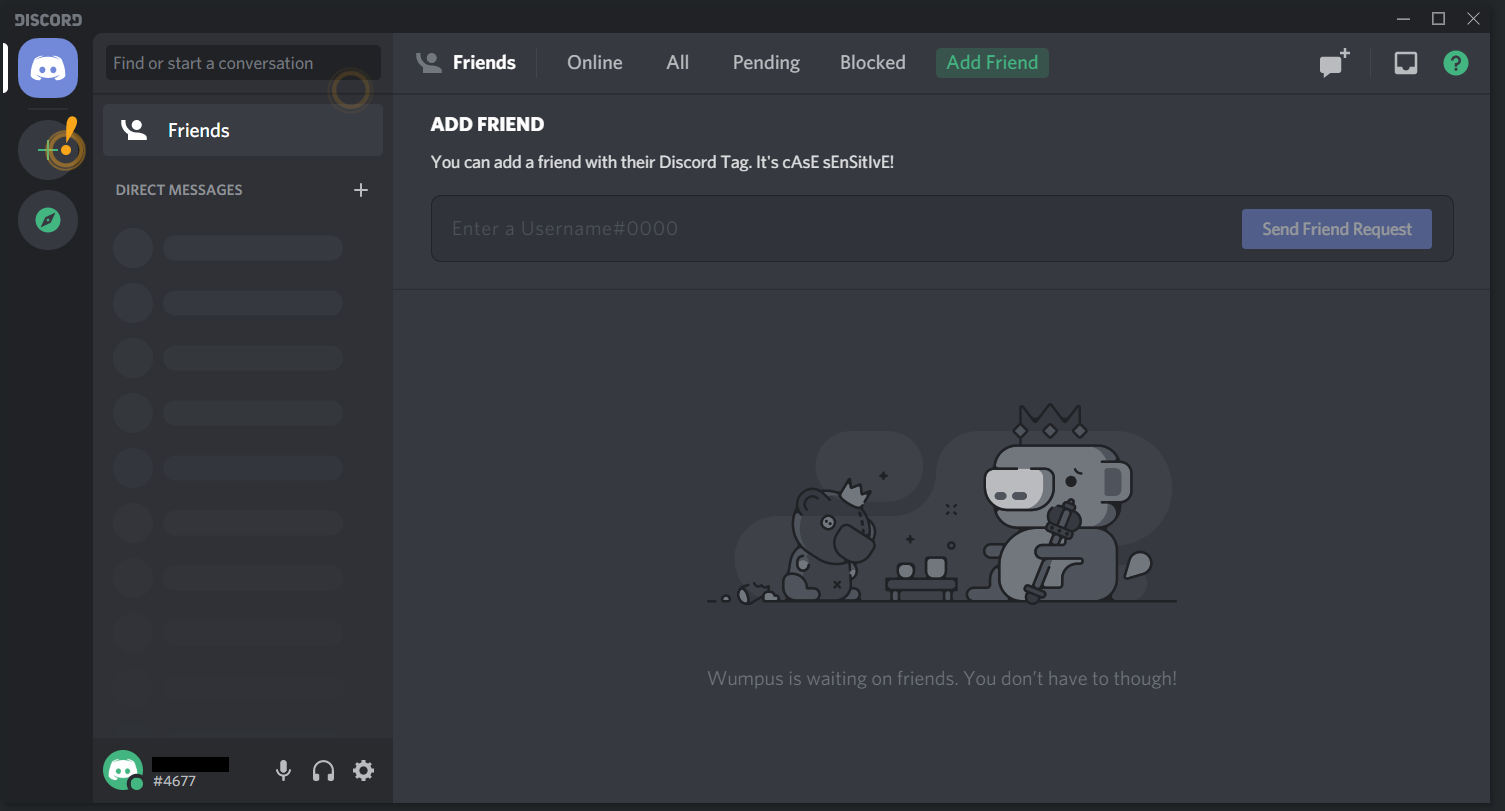 DISCORD
Find or start a conversation
Friends
DIRECT MESSAGES
#4677
Friends
Online
All
Pending
Blocked
Add Friend
ADD FRIEND
You can add a friend with their Discord Tag. It's cAsE sEnSitIvE!
Enter a Username#0000
Send Friend Request
Wumpus is waiting on friends. You don't have to though!